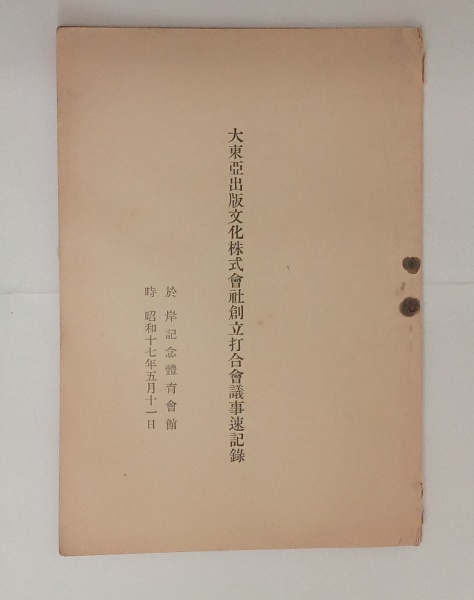 大東亞出版文化株式會社創立打合會議事速記錄
於 岸記念體育會館
時 昭和十七年五月十一日